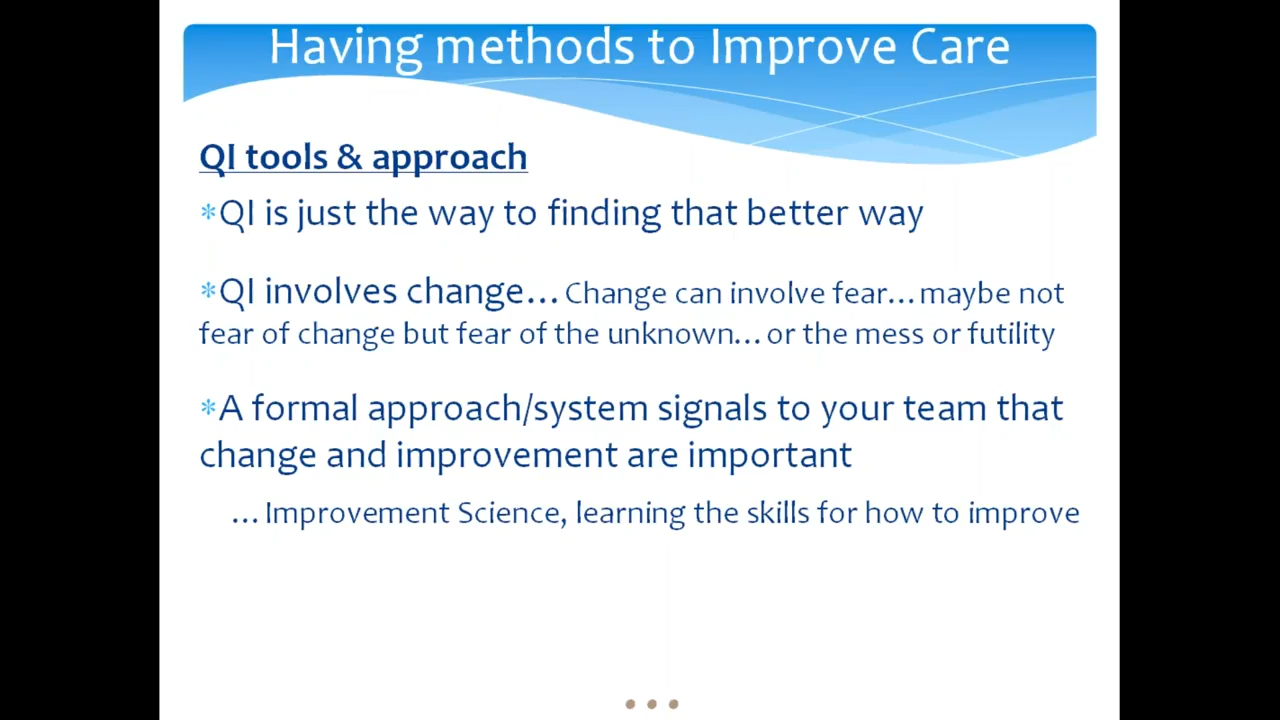 Having methods to Improve Care
QI tools & approach
*QI is just the way to finding that better way
*QI involves change… Change can involve fear… maybe not
fear of change but fear of the unknown… or the mess or futility
*A formal approach/system signals to your team that
change and improvement are important
… Improvement Science, learning the skills for how to improve